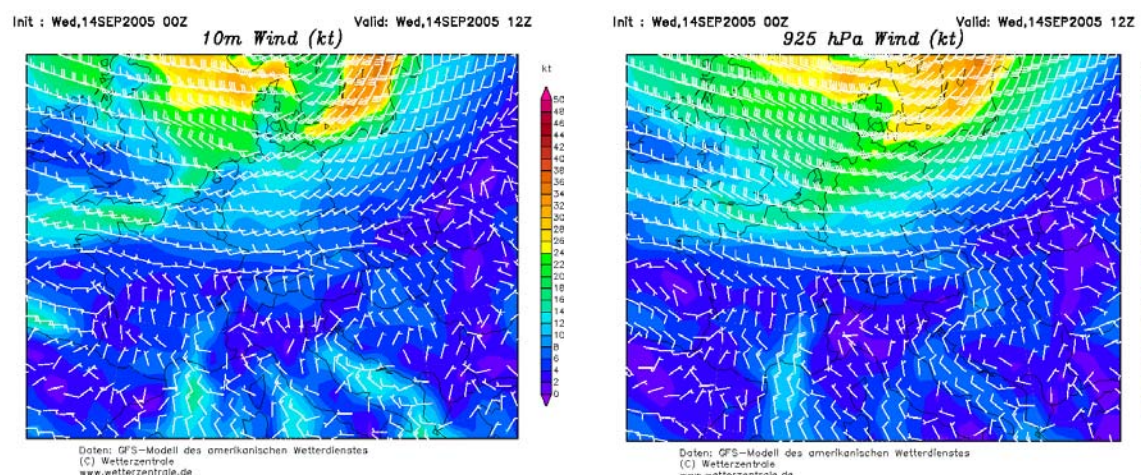 Init : Wed,14SEP2005 00Z Valid: Wed,14SEP2005 12Z
10m Wind (kt)
kt
50
48
46
44
42
40
38
36
34
32
30
28
26
24
22
20
18
16
14
12
10
8
6
4
2
0
Daten: GFS-Modell des amerikanischen Wetterdienstes
(C) Wetterzentrale
www.wetterzentrale.de
Init : Wed,14SEP2005 00Z Valid: Wed,14SEP2005 12Z
925 hPa Wind (kt)
Daten: GFS-Modell des amerikanischen Wetterdienstes
(C) Wetterzentrale
www.wetterzentrale.de